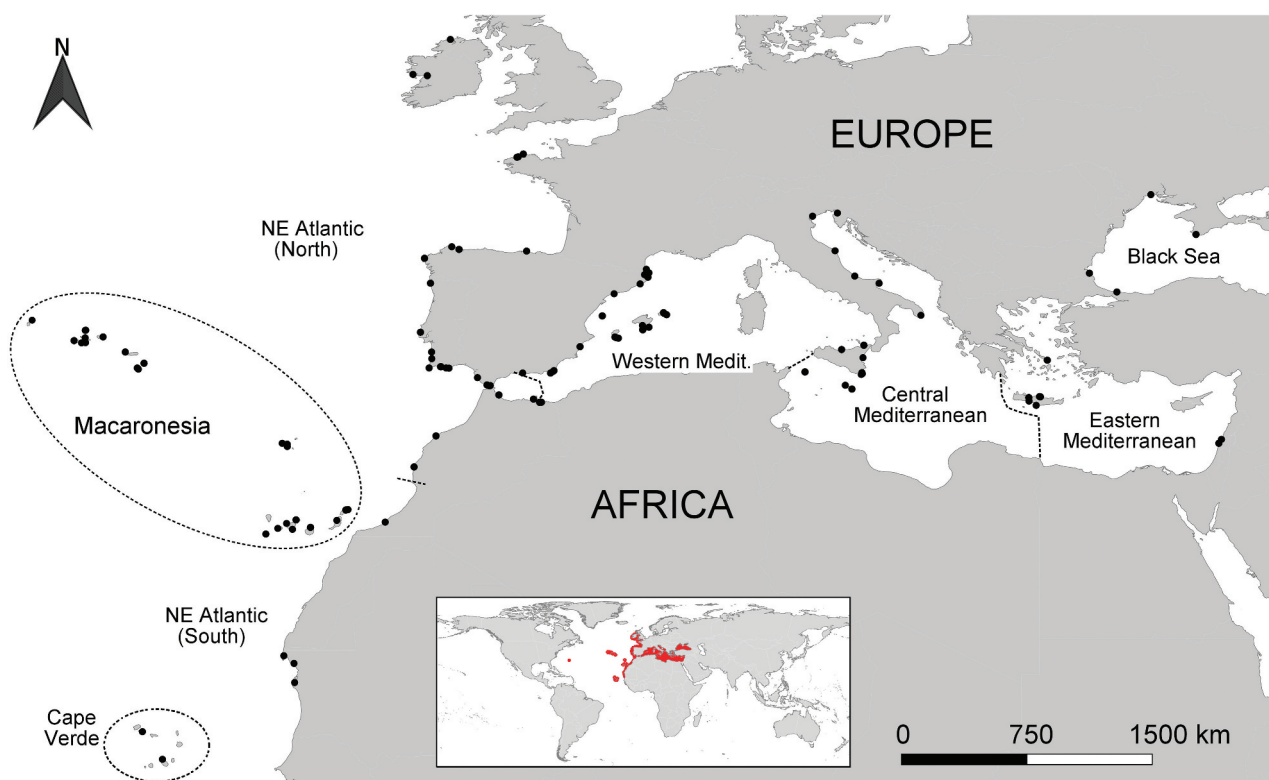 N
EUROPE
NE Atlantic
(North)
Black Sea
Western Medit.
Macaronesia
Central
Mediterranean
Eastern
Mediterranean
AFRICA
NE Atlantic
(South)
Cape
Verde
0 750 1500 km